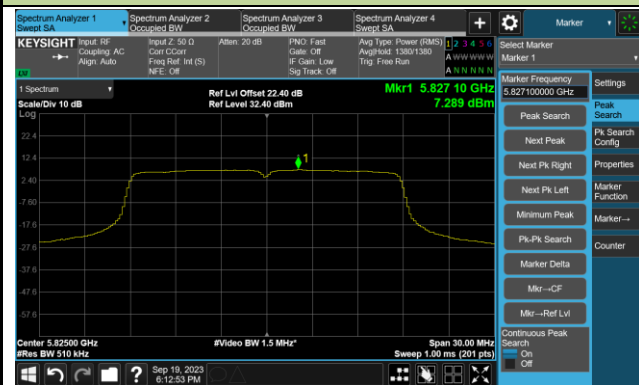 Spectrum Analyzer 1
Swept SA
Spectrum Analyzer 2
Occupied BW
Spectrum Analyzer 3
Occupied BW
Spectrum Analyzer 4
Swept SA
+
Marker
KEYSIGHT
Input: RF
Coupling: AC
Align: Auto
Input Z: 50 Ω
Corr CCorr
Freq Ref: Int (S)
NFE: Off
Atten: 20 dB
PNO: Fast
Gate: Off
IF Gain: Low
Sig Track: Off
Avg Type: Power (RMS)
Avg|Hold: 1380/1380
Trig: Free Run
1 2 3 4 5 6
A W W W W W
A N N N N N
Select Marker
Marker 1
LV
1 Spectrum
Scale/Div 10 dB
Log
Ref Lvl Offset 22.40 dB
Ref Level 32.40 dBm
Mkr1 5.827 10 GHz
7.289 dBm
22.4
12.4
2.40
-7.60
-17.6
-27.6
-37.6
-47.6
-57.6
1
Center 5.82500 GHz
#Res BW 510 kHz
#Video BW 1.5 MHz*
Span 30.00 MHz
Sweep 1.00 ms (201 pts)
Marker Frequency
5.827100000 GHz
Peak Search
Next Peak
Next Pk Right
Next Pk Left
Minimum Peak
Pk-Pk Search
Marker Delta
Mkr→CF
Mkr→Ref Lvl
Continuous Peak
Search
On
Off
Settings
Peak
Search
Pk Search
Config
Properties
Marker
Function
Marker→
Counter
?
Sep 19, 2023
6:12:53 PM